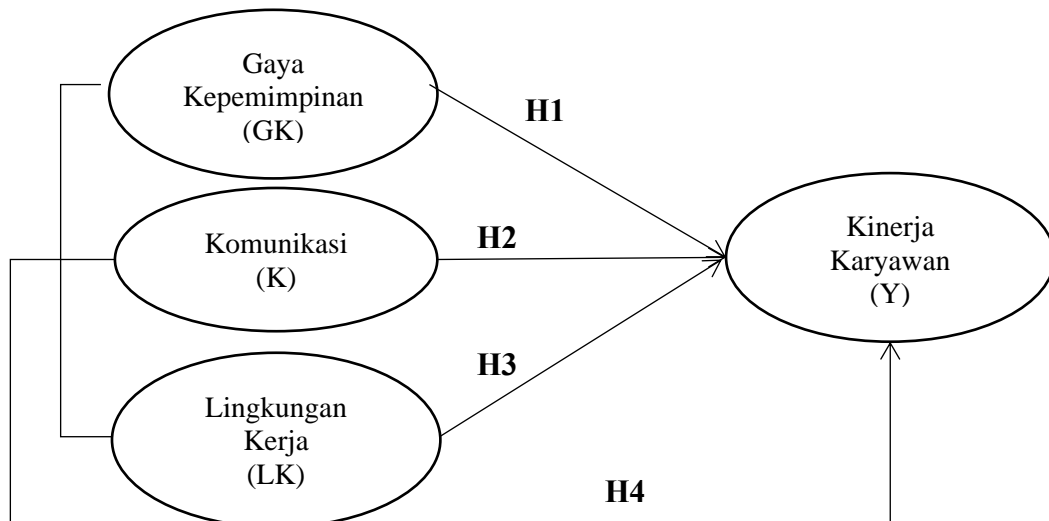 Gaya
Kepemimpinan
(GK)
H1
Komunikasi
(K)
H2
Kinerja
Karyawan
(Y)
Lingkungan
Kerja
(LK)
H3
H4